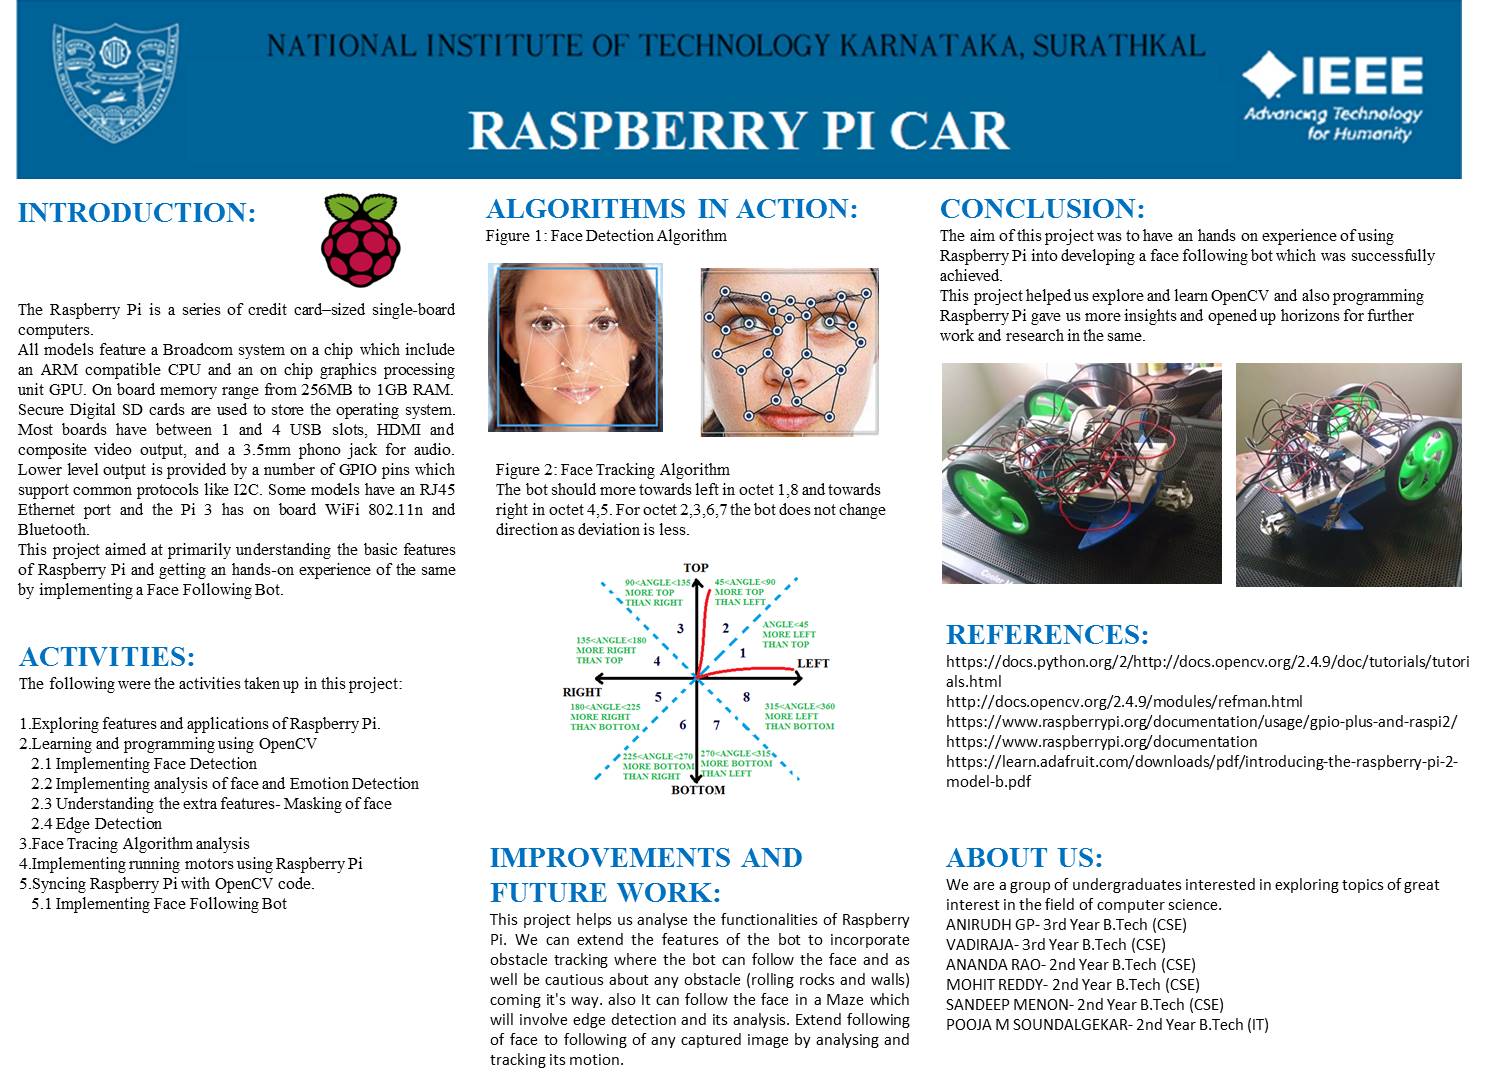 NATIONAL INSTITUTE OF TECHNOLOGY KARNATAKA, SURATHKAL
RASPBERRY PI CAR
IEEE
Advancing Technology
for Humanity
INTRODUCTION:
The Raspberry Pi is a series of credit card–sized single-board
computers.
All models feature a Broadcom system on a chip which include
an ARM compatible CPU and an on chip graphics processing
unit GPU. On board memory range from 256MB to 1GB RAM.
Secure Digital SD cards are used to store the operating system.
Most boards have between 1 and 4 USB slots, HDMI and
composite video output, and a 3.5mm phono jack for audio.
Lower level output is provided by a number of GPIO pins which
support common protocols like I2C. Some models have an RJ45
Ethernet port and the Pi 3 has on board WiFi 802.11n and
Bluetooth.
This project aimed at primarily understanding the basic features
of Raspberry Pi and getting an hands-on experience of the same
by implementing a Face Following Bot.
ACTIVITIES:
The following were the activities taken up in this project:
1.Exploring features and applications of Raspberry Pi.
2.Learning and programming using OpenCV
2.1 Implementing Face Detection
2.2 Implementing analysis of face and Emotion Detection
2.3 Understanding the extra features- Masking of face
2.4 Edge Detection
3.Face Tracing Algorithm analysis
4.Implementing running motors using Raspberry Pi
5.Syncing Raspberry Pi with OpenCV code.
5.1 Implementing Face Following Bot
ALGORITHMS IN ACTION:
Figure 1: Face Detection Algorithm
Figure 2: Face Tracking Algorithm
The bot should more towards left in octet 1,8 and towards
right in octet 4,5. For octet 2,3,6,7 the bot does not change
direction as deviation is less.
TOP
90<ANGLE<135
MORE TOP
THAN RIGHT
45<ANGLE<90
MORE TOP
THAN LEFT
3
2
135<ANGLE<180
MORE RIGHT
THAN TOP
4
1
ANGLE<45
MORE LEFT
THAN TOP
LEFT
RIGHT
180<ANGLE<225
MORE RIGHT
THAN BOTTOM
5
8
315<ANGLE<360
MORE LEFT
THAN BOTTOM
6
7
225<ANGLE<270
MORE BOTTOM
THAN RIGHT
270<ANGLE<315
MORE BOTTOM
THAN LEFT
BOTTOM
IMPROVEMENTS AND
FUTURE WORK:
This project helps us analyse the functionalities of Raspberry
Pi. We can extend the features of the bot to incorporate
obstacle tracking where the bot can follow the face and as
well be cautious about any obstacle (rolling rocks and walls)
coming it's way. also It can follow the face in a Maze which
will involve edge detection and its analysis. Extend following
of face to following of any captured image by analysing and
tracking its motion.
CONCLUSION:
The aim of this project was to have an hands on experience of using
Raspberry Pi into developing a face following bot which was successfully
achieved.
This project helped us explore and learn OpenCV and also programming
Raspberry Pi gave us more insights and opened up horizons for further
work and research in the same.
REFERENCES:
https://docs.python.org/2/http://docs.opencv.org/2.4.9/doc/tutorials/tutori
als.html
http://docs.opencv.org/2.4.9/modules/refman.html
https://www.raspberrypi.org/documentation/usage/gpio-plus-and-raspi2/
https://www.raspberrypi.org/documentation
https://learn.adafruit.com/downloads/pdf/introducing-the-raspberry-pi-2-
model-b.pdf
ABOUT US:
We are a group of undergraduates interested in exploring topics of great
interest in the field of computer science.
ANIRUDH GP- 3rd Year B.Tech (CSE)
VADIRAJA- 3rd Year B.Tech (CSE)
ANANDA RAO- 2nd Year B.Tech (CSE)
MOHIT REDDY- 2nd Year B.Tech (CSE)
SANDEEP MENON- 2nd Year B.Tech (CSE)
POOJA M SOUNDALGEKAR- 2nd Year B.Tech (IT)